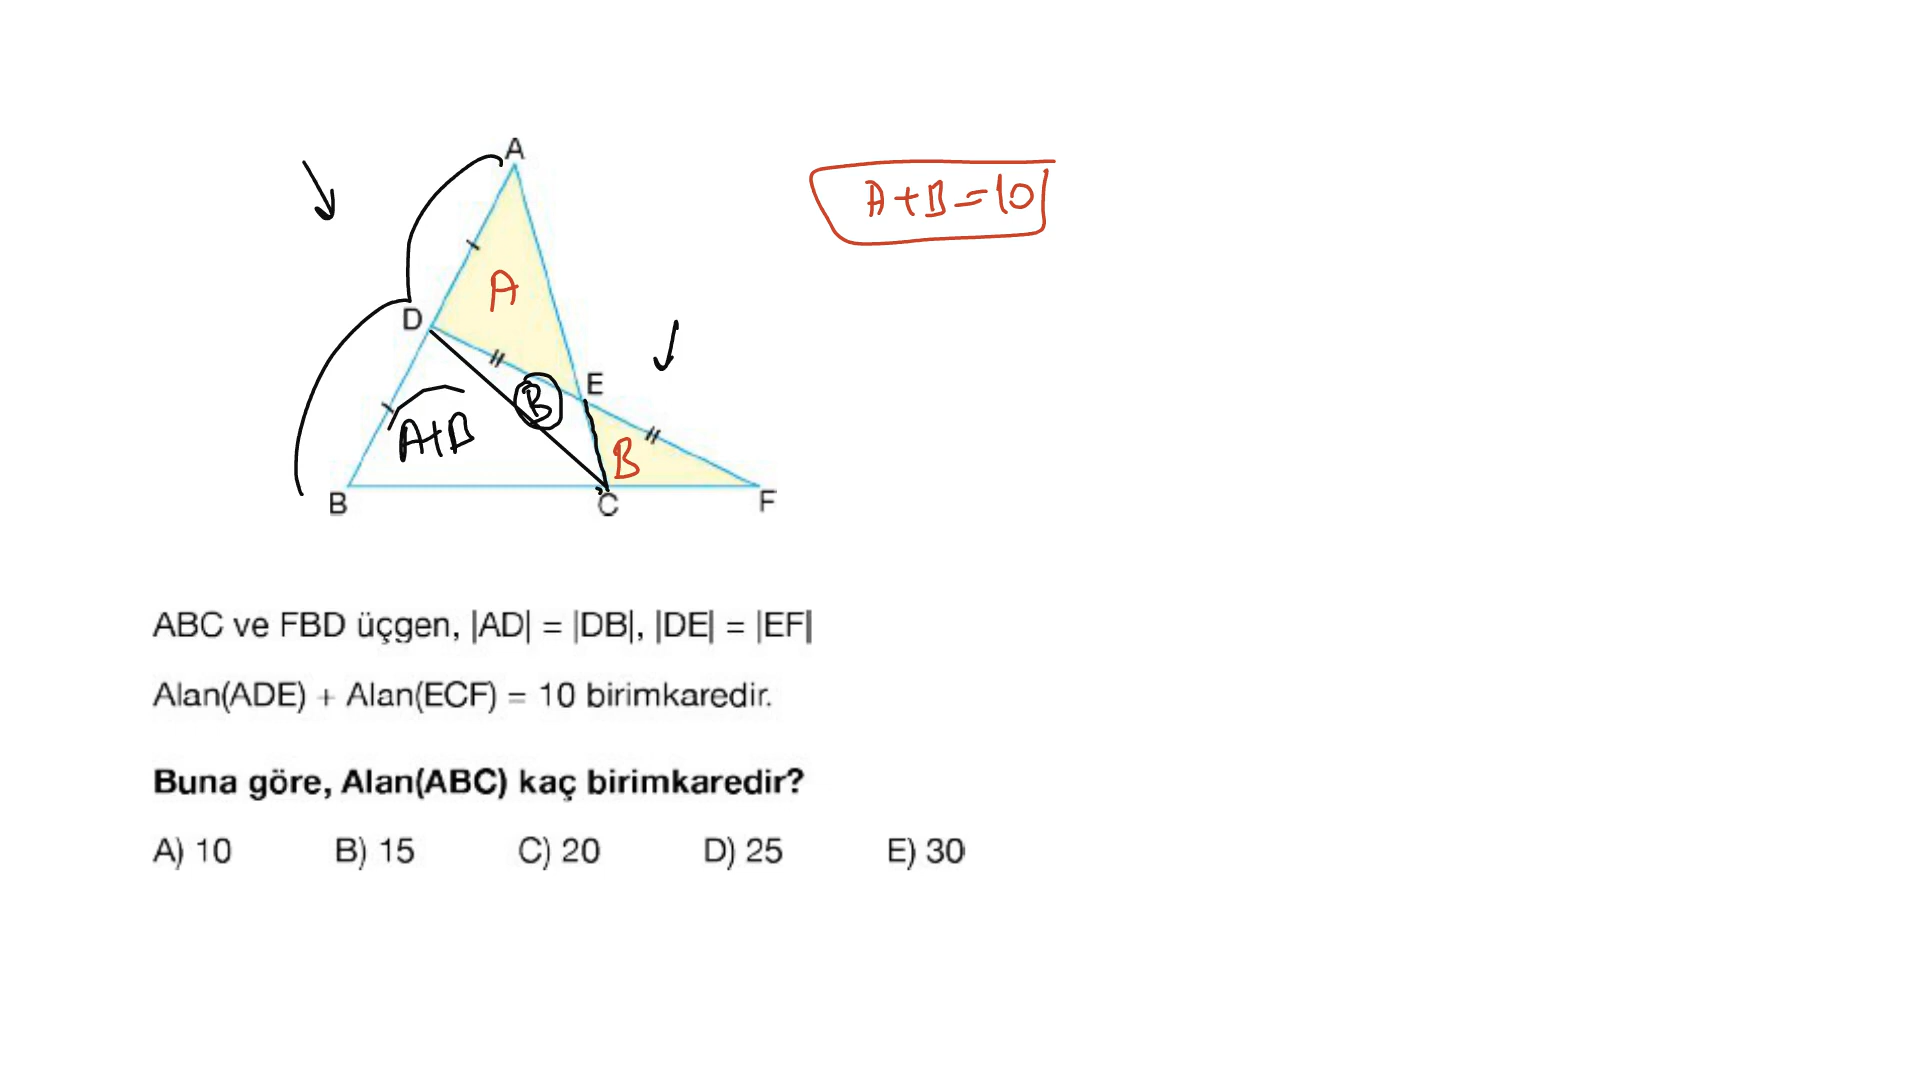 A
A+B=10
A
D
E
B
A+B
B
B
C
F
ABC ve FBD üçgen, |AD| = |DB|, |DE| = |EF|
Alan(ADE) + Alan(ECF) = 10 birimkaredir.
Buna göre, Alan(ABC) kaç birimkaredir?
A) 10 B) 15 C) 20 D) 25 E) 30